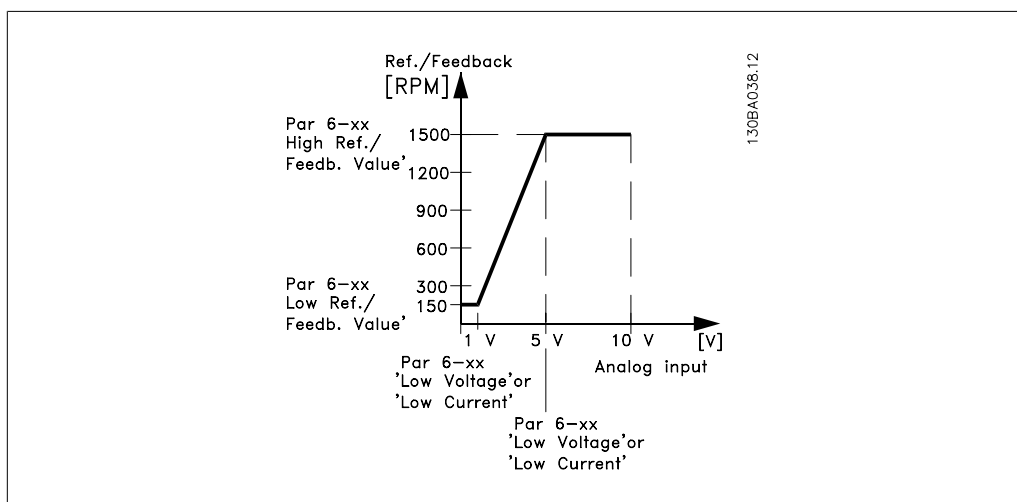 Ref./Feedback
[RPM]
130BA038.12
Par 6-xx
High Ref./
Feedb. Value'
1500
1200
900
600
300
Par 6-xx
Low Ref./
Feedb. Value'
150
1 V 5 V 10 V [V]
Analog input
Par 6-xx
'Low Voltage'or
'Low Current'
Par 6-xx
'Low Voltage'or
'Low Current'